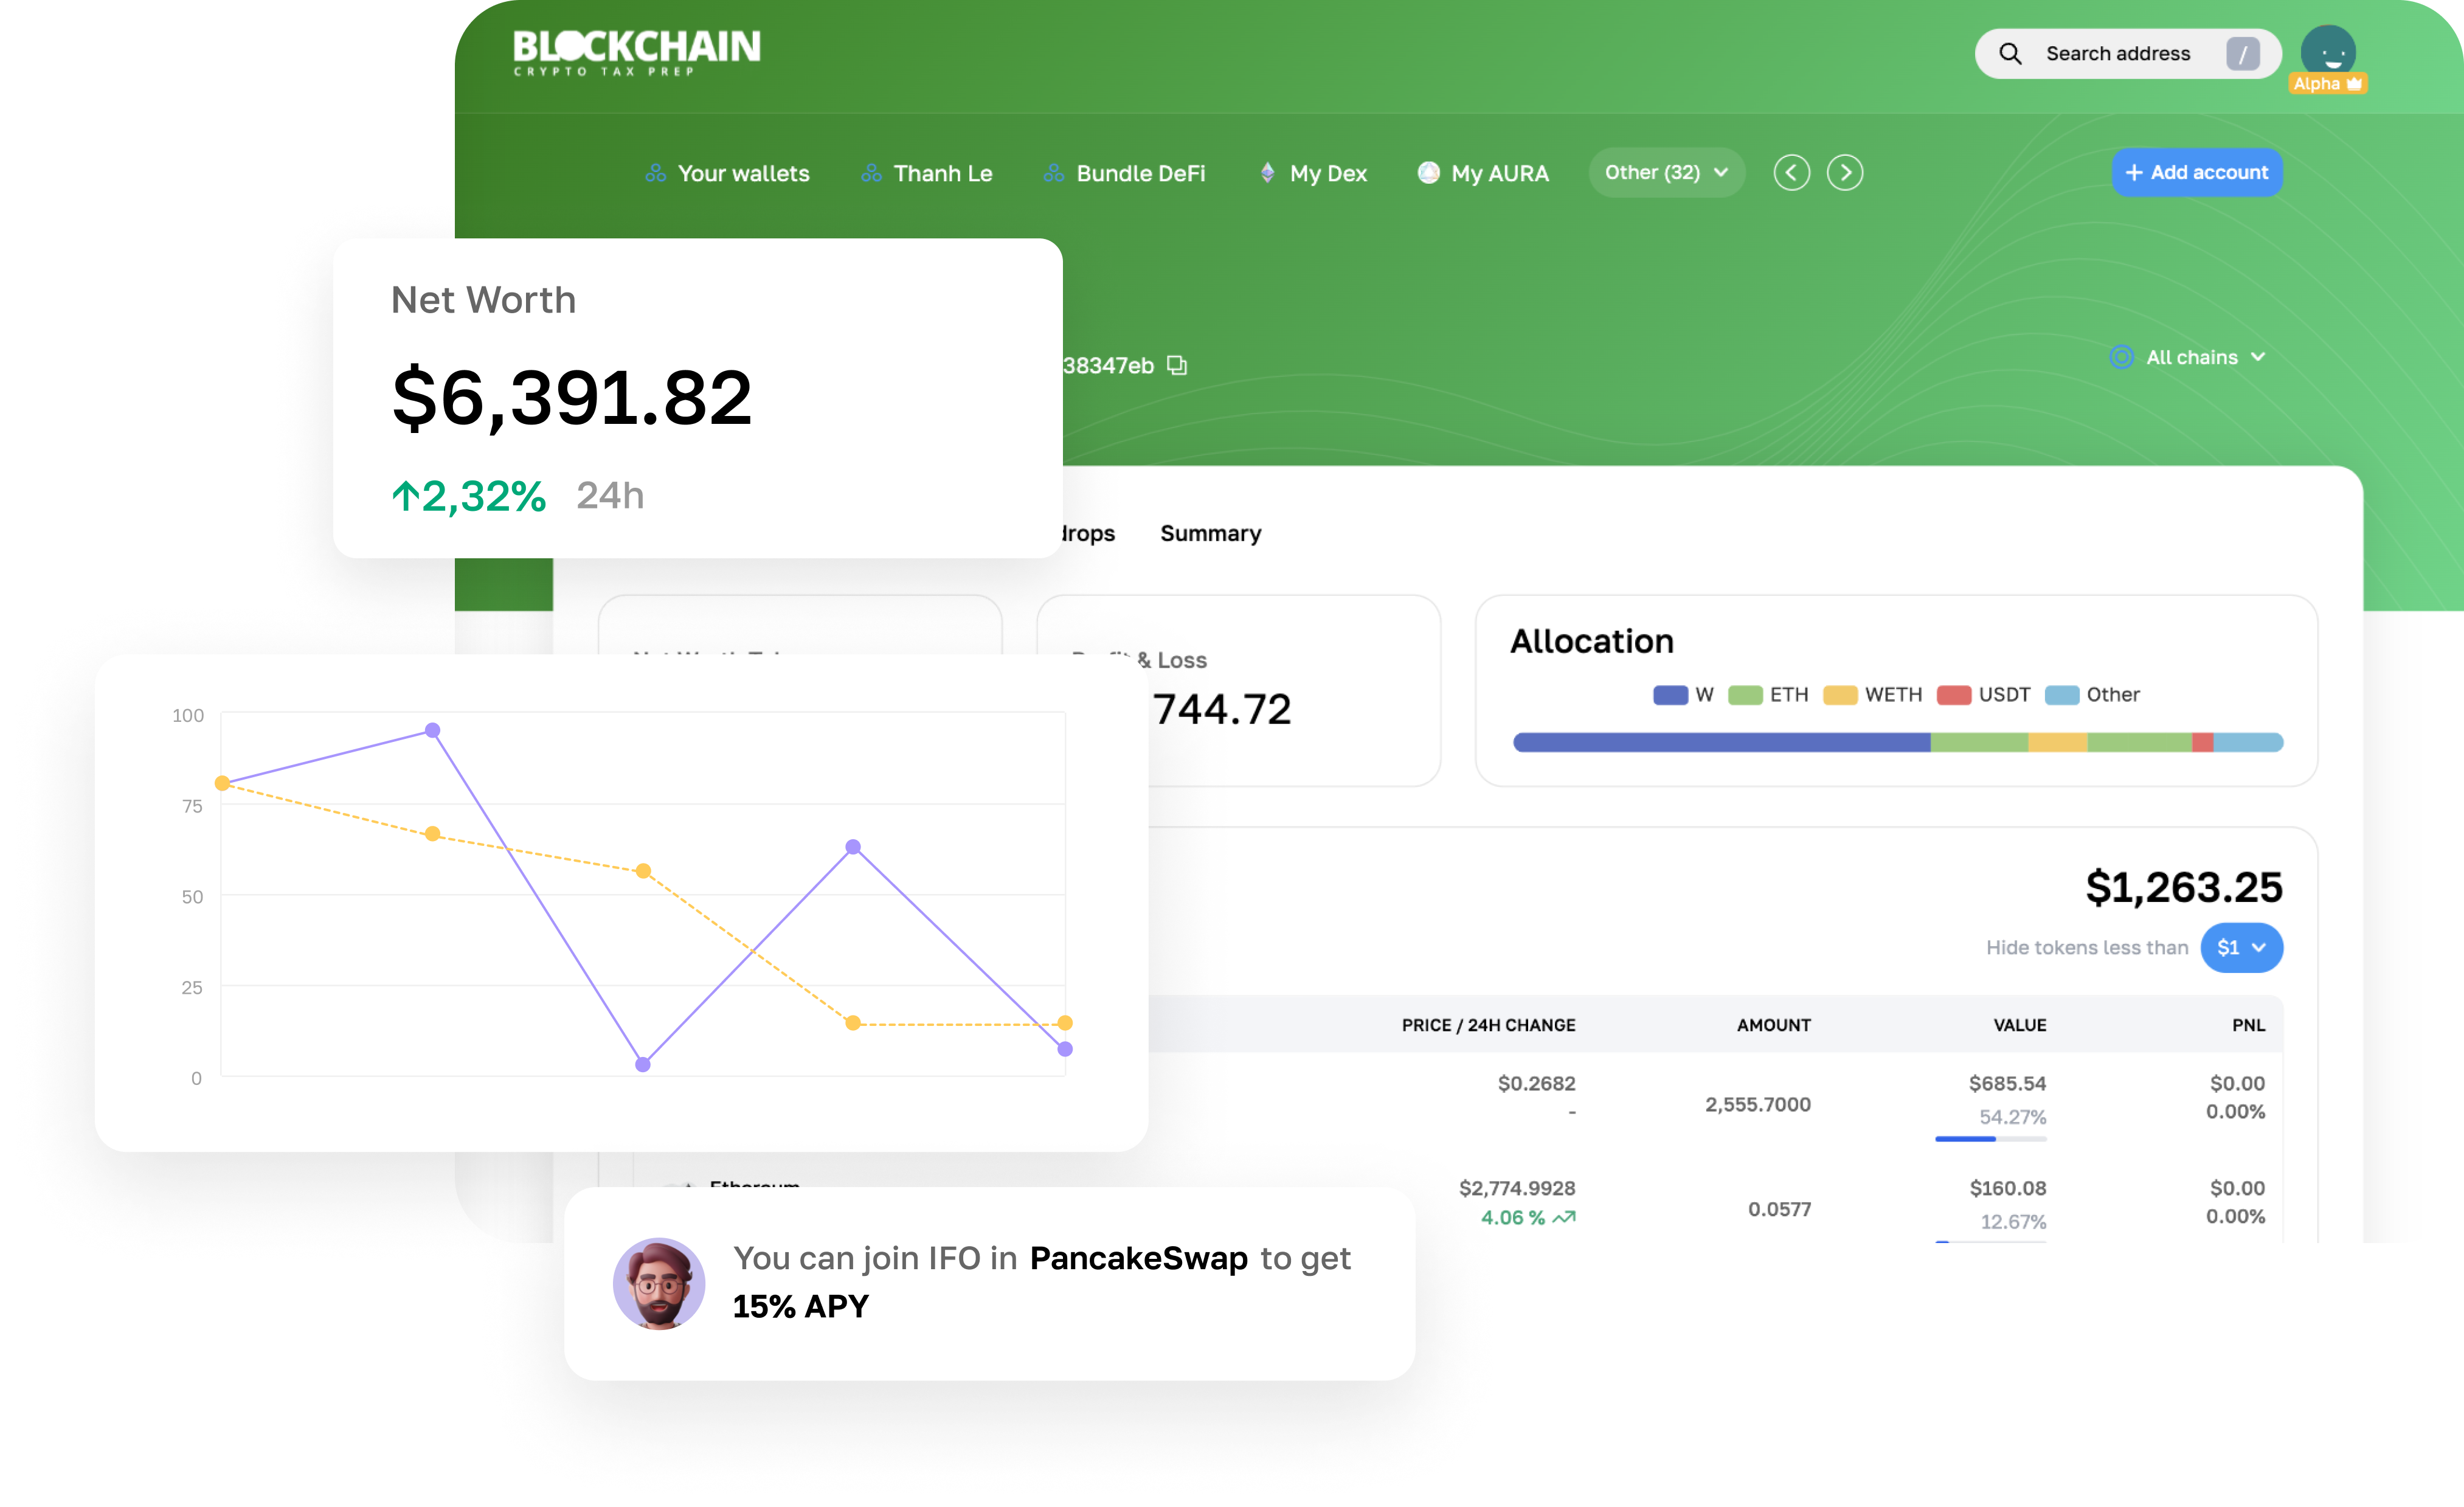 BLOCKCHAIN
CRYPTO TAX PREP
Search address /
Alpha
Your wallets Thanh Le Bundle DeFi My Dex My AURA Other (32) + Add account
Net Worth
$6,391.82
↑2,32% 24h
38347eb
All chains
drops Summary
& Loss
744.72
Allocation
W ETH WETH USDT Other
100
75
50
25
0
$1,263.25
Hide tokens less than $1
PRICE / 24H CHANGE AMOUNT VALUE PNL
$0.2682 2,555.7000 $685.54 $0.00
- 54.27% 0.00%
Ethereum $2,774.9928 0.0577 $160.08 $0.00
4.06 % 12.67% 0.00%
You can join IFO in PancakeSwap to get
15% APY